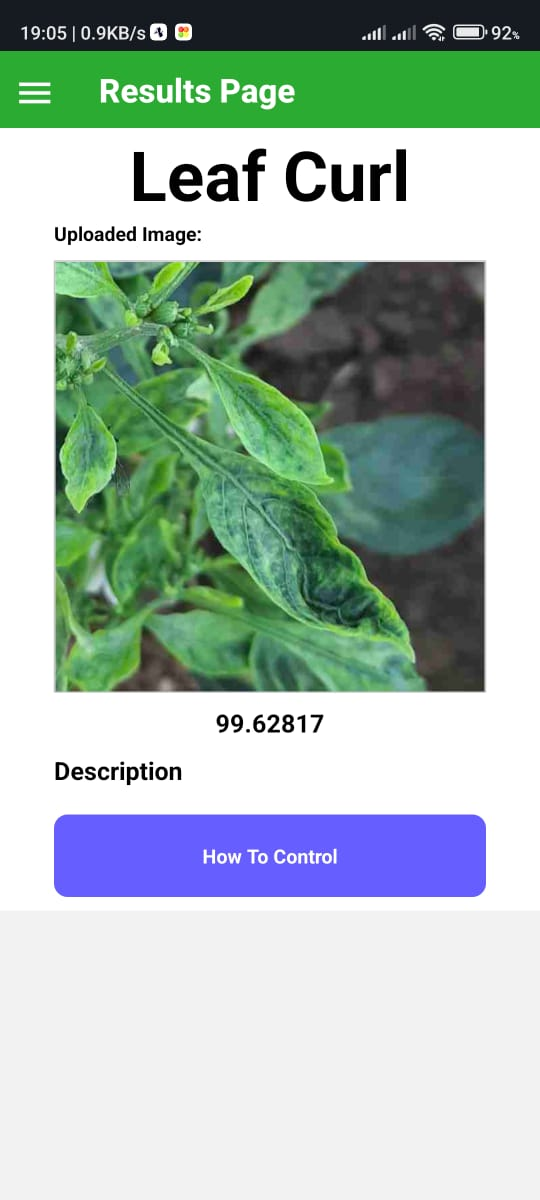 19:05 | 0.9KB/s
92%
Results Page
Leaf Curl
Uploaded Image:
99.62817
Description
How To Control